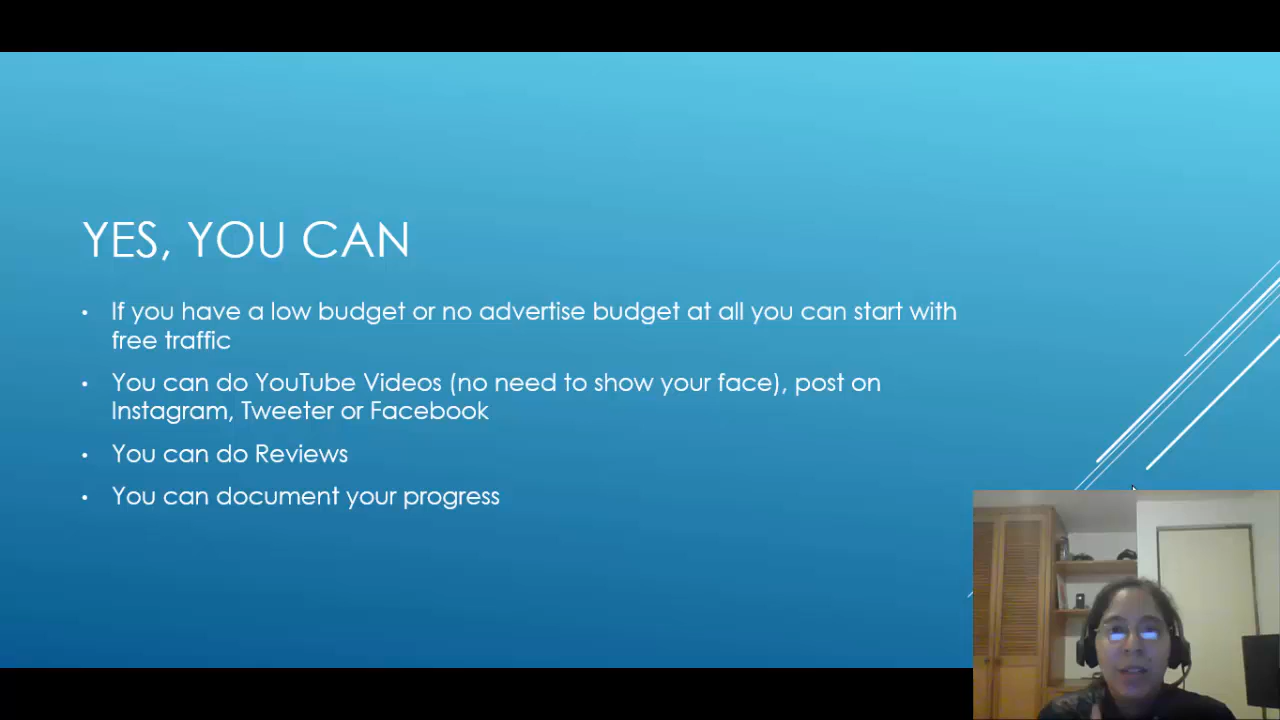 YES, YOU CAN
• If you have a low budget or no advertise budget at all you can start with
free traffic
• You can do YouTube Videos (no need to show your face), post on
Instagram, Tweeter or Facebook
• You can do Reviews
• You can document your progress